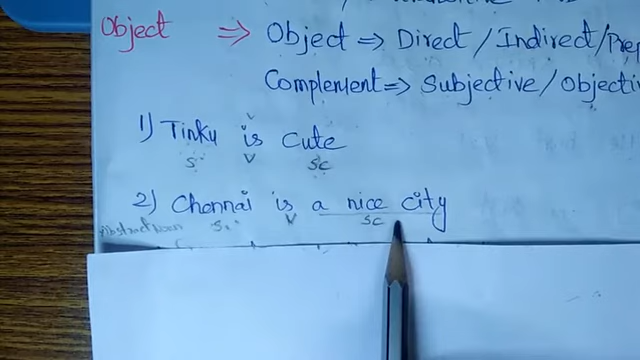 Object ⇒ Object ⇒ Direct / Indirect / Prep
Complement ⇒ Subjective / Objectiv
1) Tinku is cute
S V SC
2) Chennai is a nice city
S V SC